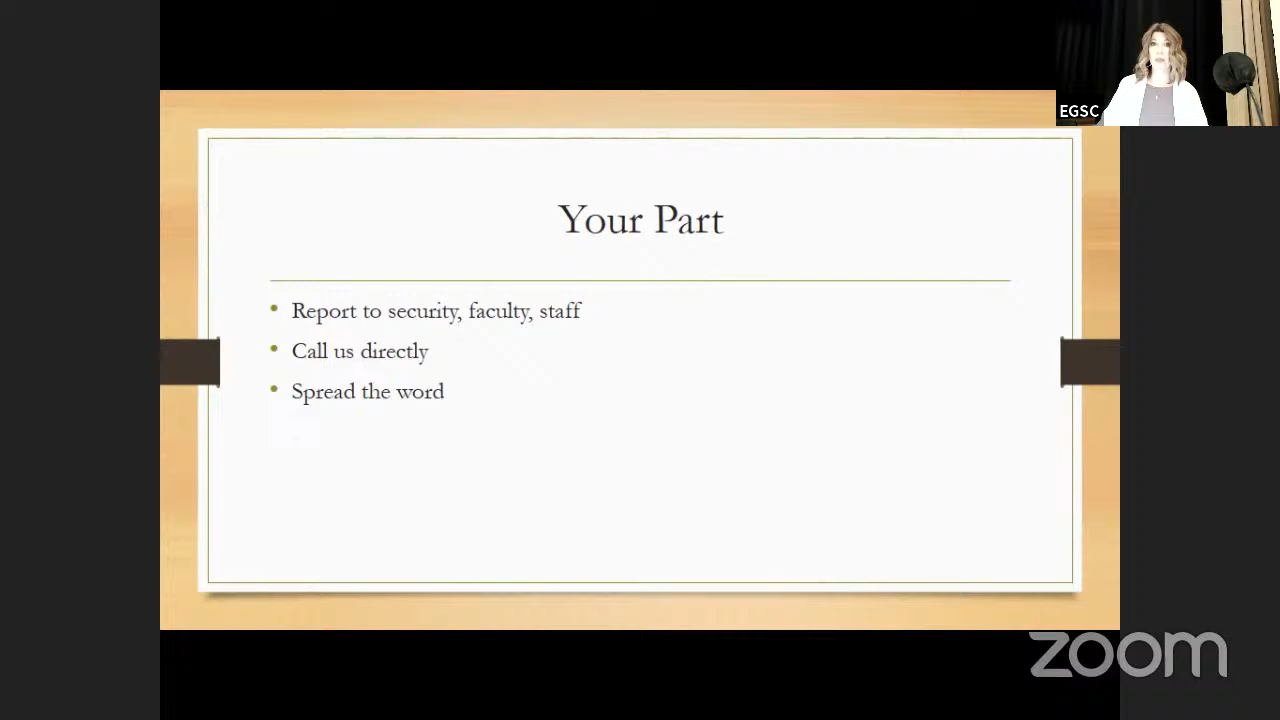 EGSC
Your Part
• Report to security, faculty, staff
• Call us directly
• Spread the word
zoom